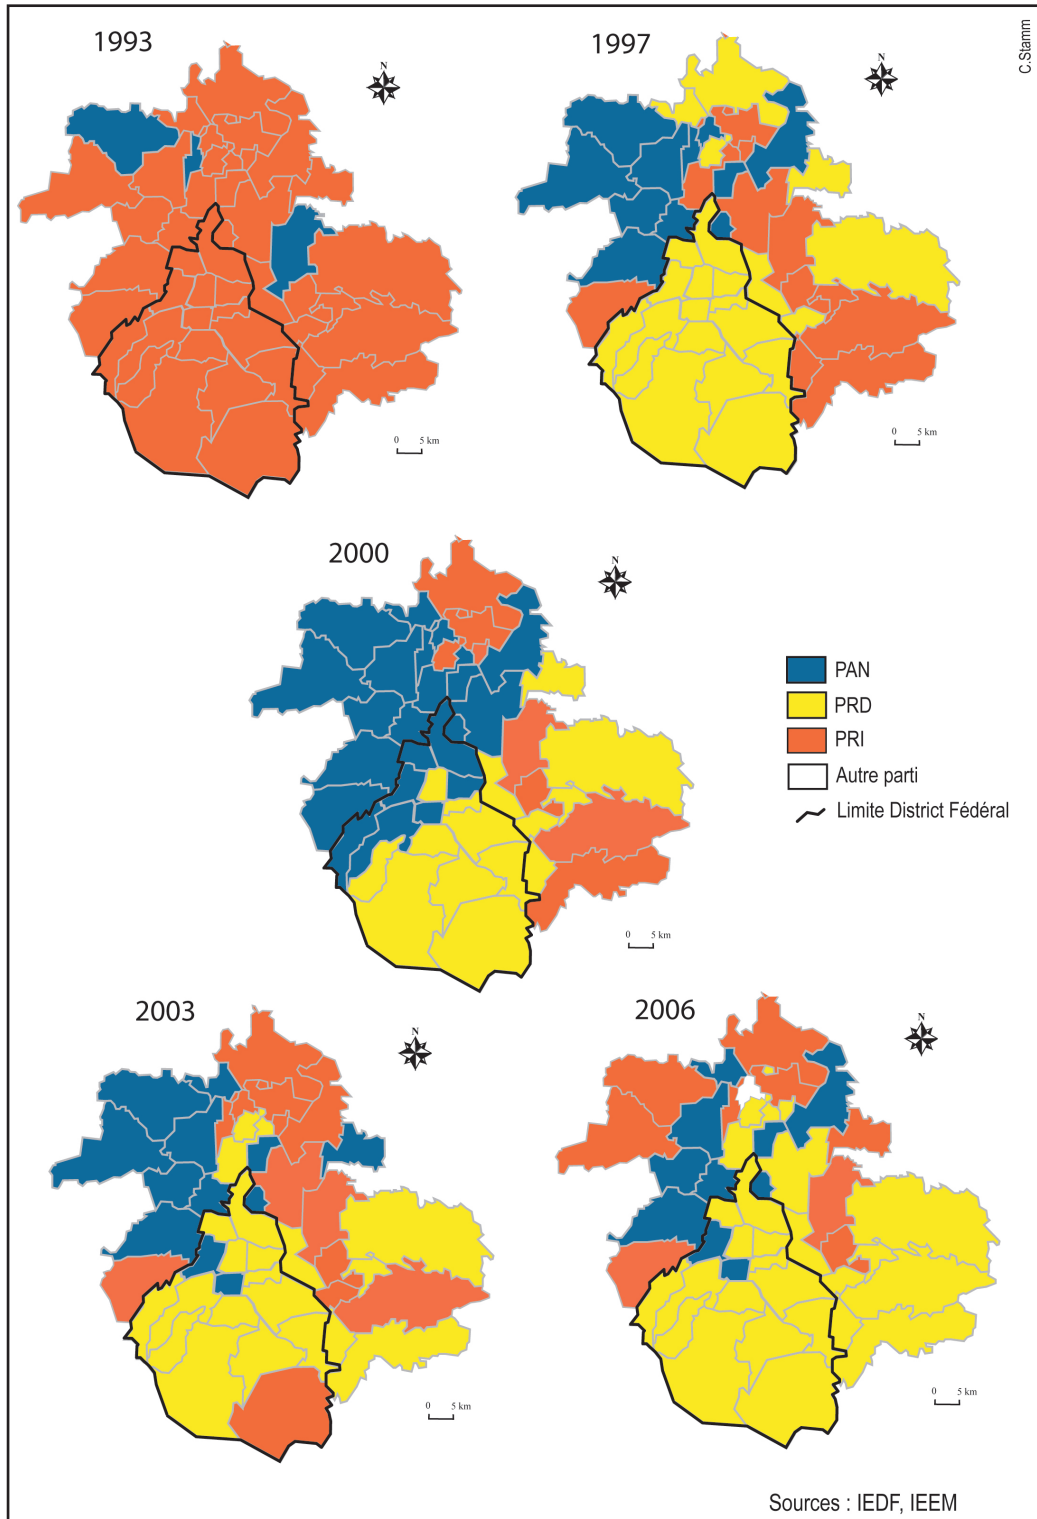 C.Stamm
1993
N
0 5 km
1997
N
0 5 km
2000
N
0 5 km
PAN
PRD
PRI
Autre parti
Limite District Fédéral
2003
N
0 5 km
2006
N
0 5 km
Sources : IEDF, IEEM